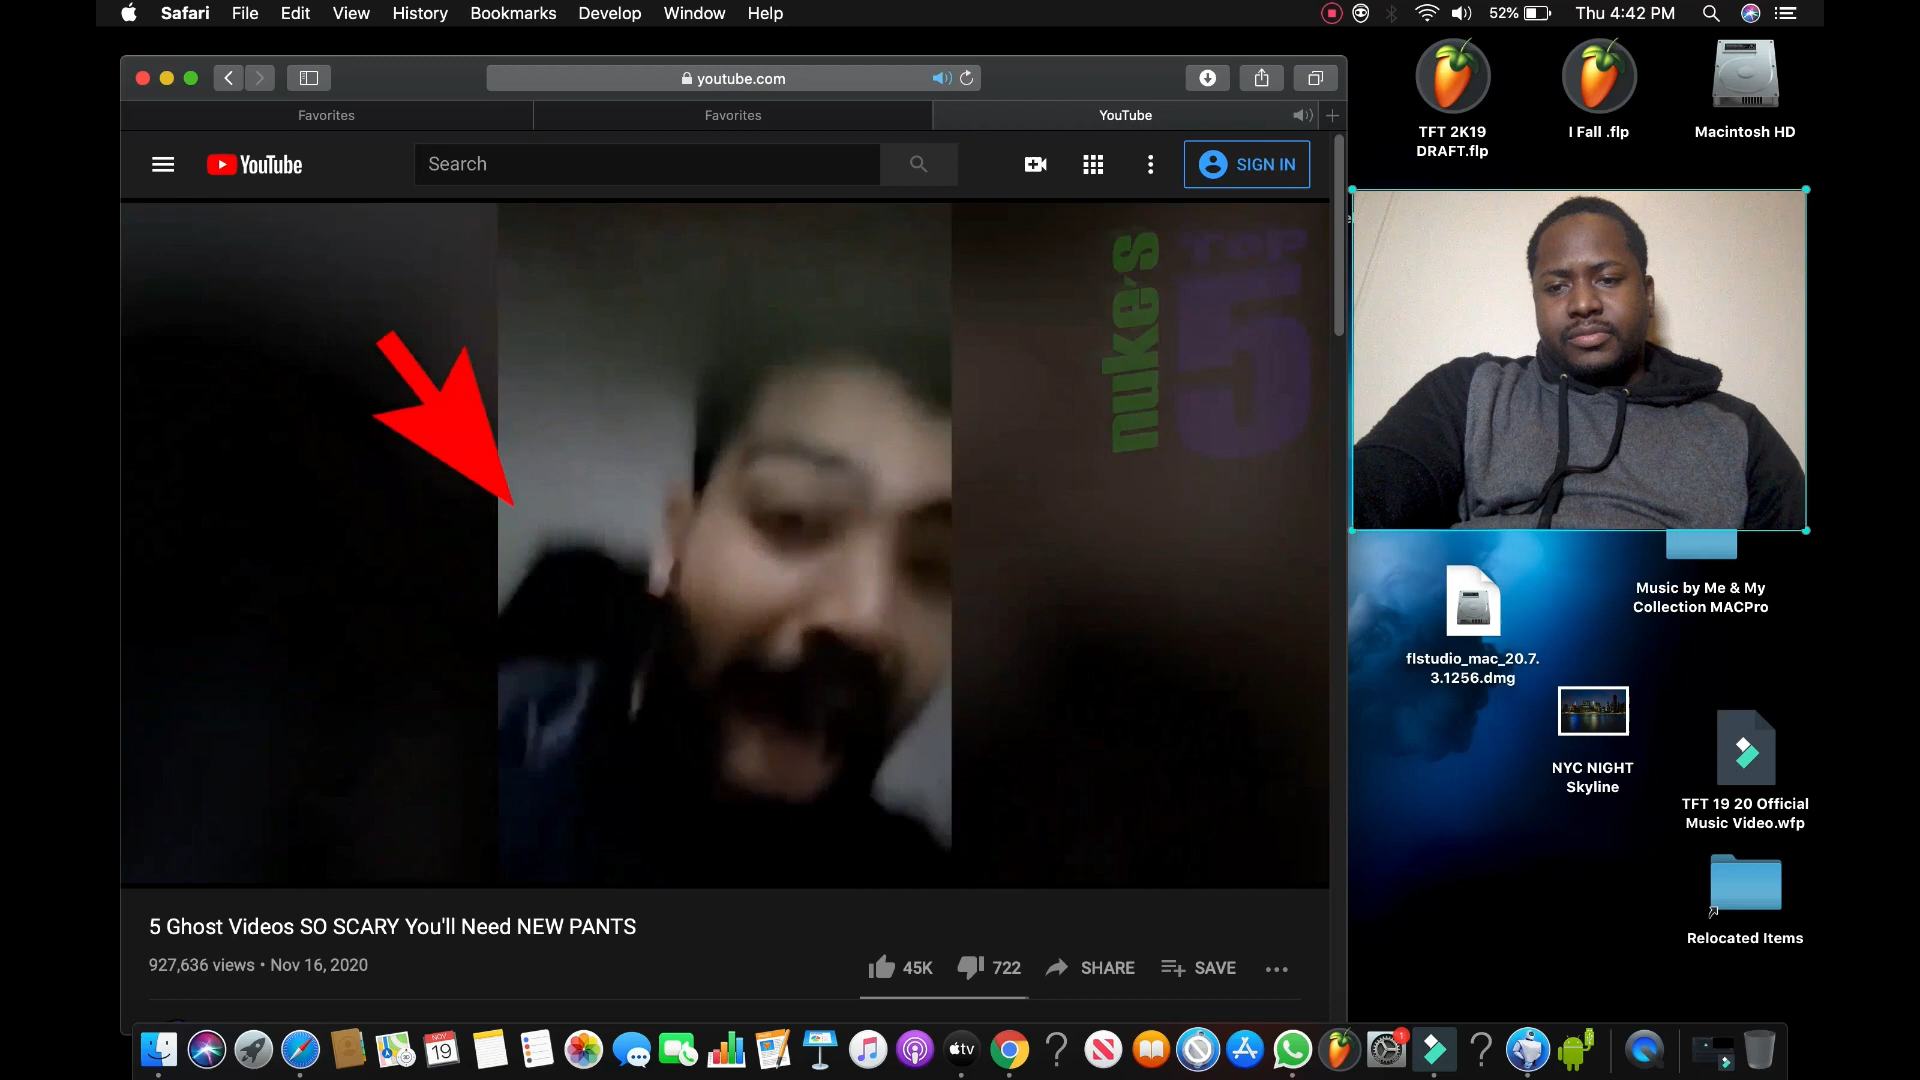 Safari File Edit View History Bookmarks Develop Window Help
52% Thu 4:42 PM
youtube.com
Favorites Favorites YouTube
YouTube Search SIGN IN
nuke's TOP 5
5 Ghost Videos SO SCARY You'll Need NEW PANTS
927,636 views • Nov 16, 2020
45K 722 SHARE SAVE
TFT 2K19
DRAFT.flp
I Fall .flp
Macintosh HD
Music by Me & My
Collection MACPro
flstudio_mac_20.7.
3.1256.dmg
NYC NIGHT
Skyline
TFT 19 20 Official
Music Video.wfp
Relocated Items
NOV
19
tv
1